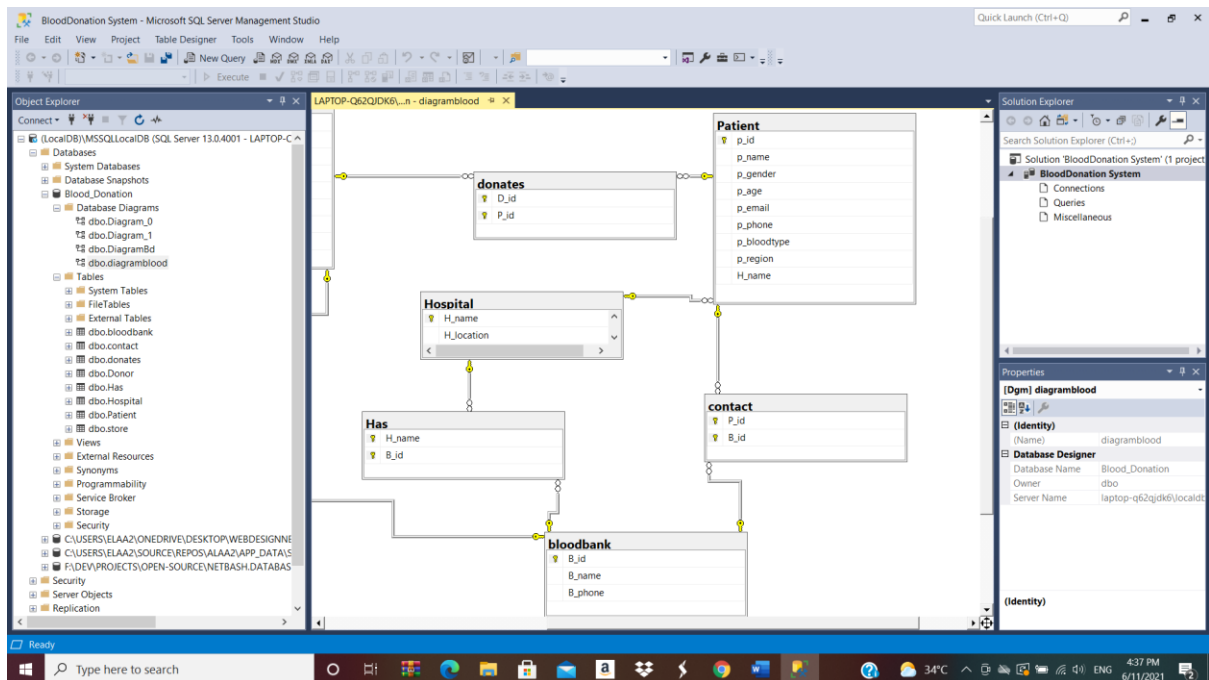 BloodDonation System - Microsoft SQL Server Management Studio
Quick Launch (Ctrl+Q)
File Edit View Project Table Designer Tools Window Help
New Query
Execute
Object Explorer
Connect
(LocalDB)\MSSQLLocalDB (SQL Server 13.0.4001 - LAPTOP-C
Databases
System Databases
Database Snapshots
Blood_Donation
Database Diagrams
dbo.Diagram_0
dbo.Diagram_1
dbo.DiagramBd
dbo.diagramblood
Tables
System Tables
FileTables
External Tables
dbo.bloodbank
dbo.contact
dbo.donates
dbo.Donor
dbo.Has
dbo.Hospital
dbo.Patient
dbo.store
Views
External Resources
Synonyms
Programmability
Service Broker
Storage
Security
C:\USERS\ELAA2\ONEDRIVE\DESKTOP\WEBDESIGNNE
C:\USERS\ELAA2\SOURCE\REPOS\ALAA2\APP_DATA\S
F:\DEV\PROJECTS\OPEN-SOURCE\NETBASH.DATABAS
Security
Server Objects
Replication
LAPTOP-Q62QJDK6\...n - diagramblood
donates
D_id
P_id
Patient
p_id
p_name
p_gender
p_age
p_email
p_phone
p_bloodtype
p_region
H_name
Hospital
H_name
H_location
Has
H_name
B_id
contact
P_id
B_id
bloodbank
B_id
B_name
B_phone
Solution Explorer
Search Solution Explorer (Ctrl+;)
Solution 'BloodDonation System' (1 project
BloodDonation System
Connections
Queries
Miscellaneous
Properties
[Dgm] diagramblood
(Identity)
(Name) diagramblood
Database Designer
Database Name Blood_Donation
Owner dbo
Server Name laptop-q62qjdk6\localdb
(Identity)
Ready
Type here to search
34°C
ENG
4:37 PM
6/11/2021